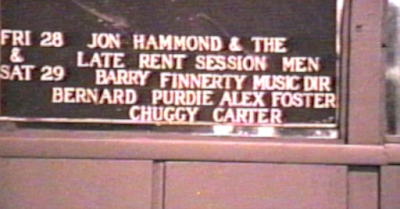 FRI 28 JON HAMMOND & THE
& LATE RENT SESSION MEN
SAT 29 BARRY FINNERTY MUSIC DIR
BERNARD PURDIE ALEX FOSTER
CHUGGY CARTER